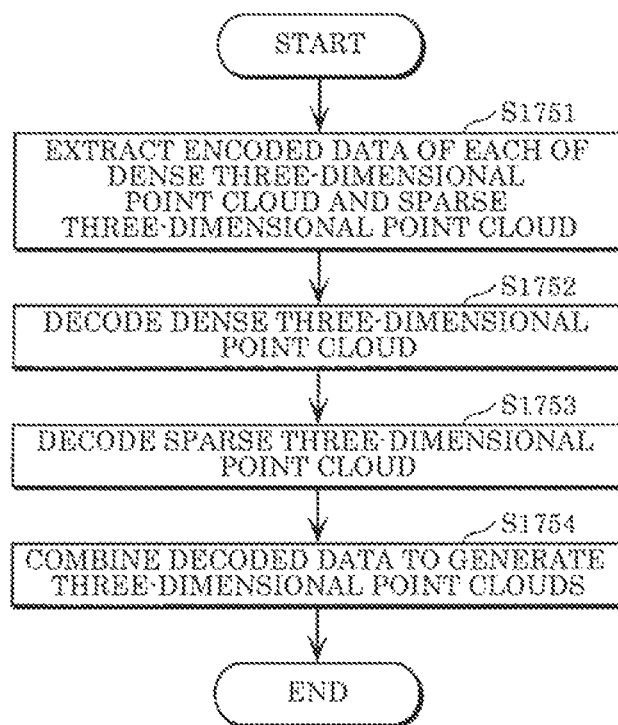 START
S1751
EXTRACT ENCODED DATA OF EACH OF
DENSE THREE-DIMENSIONAL
POINT CLOUD AND SPARSE
THREE-DIMENSIONAL POINT CLOUD
S1752
DECODE DENSE THREE-DIMENSIONAL
POINT CLOUD
S1753
DECODE SPARSE THREE-DIMENSIONAL
POINT CLOUD
S1754
COMBINE DECODED DATA TO GENERATE
THREE-DIMENSIONAL POINT CLOUDS
END